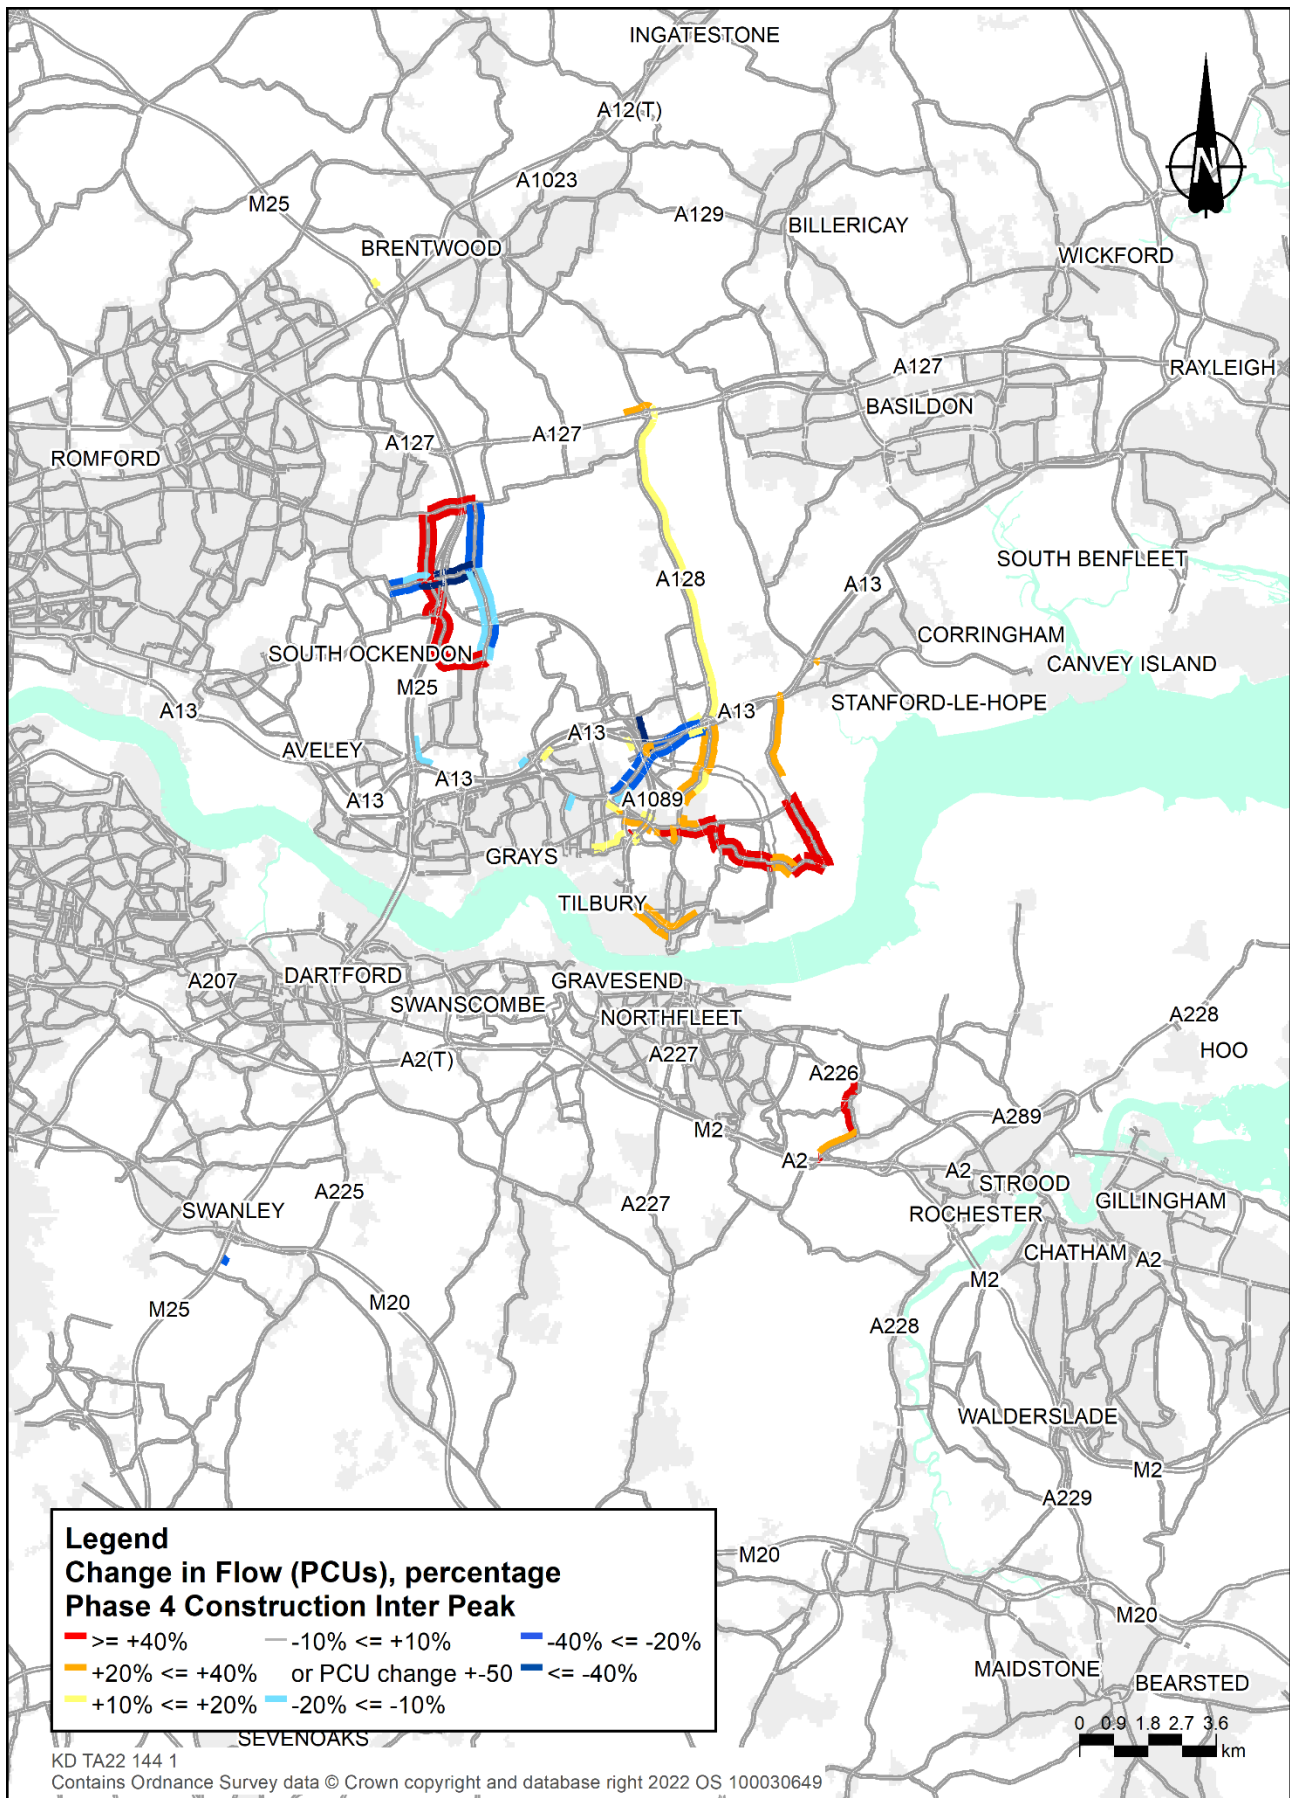 INGATESTONE
A12(T)
N
A1023
M25
A129
BILLERICAY
BRENTWOOD
WICKFORD
A127
RAYLEIGH
BASILDON
A127
A127
ROMFORD
SOUTH BENFLEET
A128
A13
CORRINGHAM
SOUTH OCKENDON
CANVEY ISLAND
M25
STANFORD-LE-HOPE
A13
A13
A13
AVELEY
A13
A13
A1089
GRAYS
TILBURY
DARTFORD
A207
GRAVESEND
SWANSCOMBE
NORTHFLEET
A228
HOO
A227
A2(T)
A226
A289
M2
A2
A2
STROOD
A225
GILLINGHAM
SWANLEY
A227
ROCHESTER
CHATHAM
A2
M2
M20
M25
A228
WALDERSLADE
M2
A229
M20
M20
MAIDSTONE
BEARSTED
Legend
Change in Flow (PCUs), percentage
Phase 4 Construction Inter Peak
>= +40%
-10% <= +10%
-40% <= -20%
+20% <= +40%
or PCU change +-50
<= -40%
+10% <= +20%
-20% <= -10%
0 0.9 1.8 2.7 3.6
km
SEVENOAKS
KD TA22 144 1
Contains Ordnance Survey data © Crown copyright and database right 2022 OS 100030649